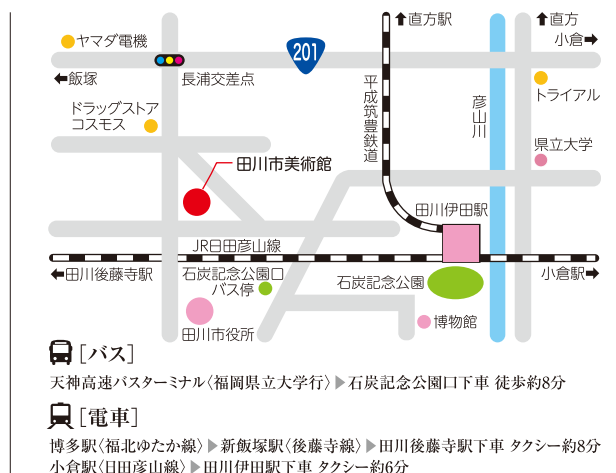 直方駅
直方
小倉
ヤマダ電機
201
飯塚
長浦交差点
平成筑豊鉄道
彦山川
トライアル
ドラッグストア
コスモス
県立大学
田川市美術館
田川伊田駅
JR日田彦山線
田川後藤寺駅
石炭記念公園口
バス停
石炭記念公園
小倉駅
田川市役所
博物館
[バス]
天神高速バスターミナル〈福岡県立大学行〉▶石炭記念公園口下車 徒歩約8分
[電車]
博多駅〈福北ゆたか線〉▶新飯塚駅〈後藤寺線〉▶田川後藤寺駅下車 タクシー約8分
小倉駅〈日田彦山線〉▶田川伊田駅下車 タクシー約6分